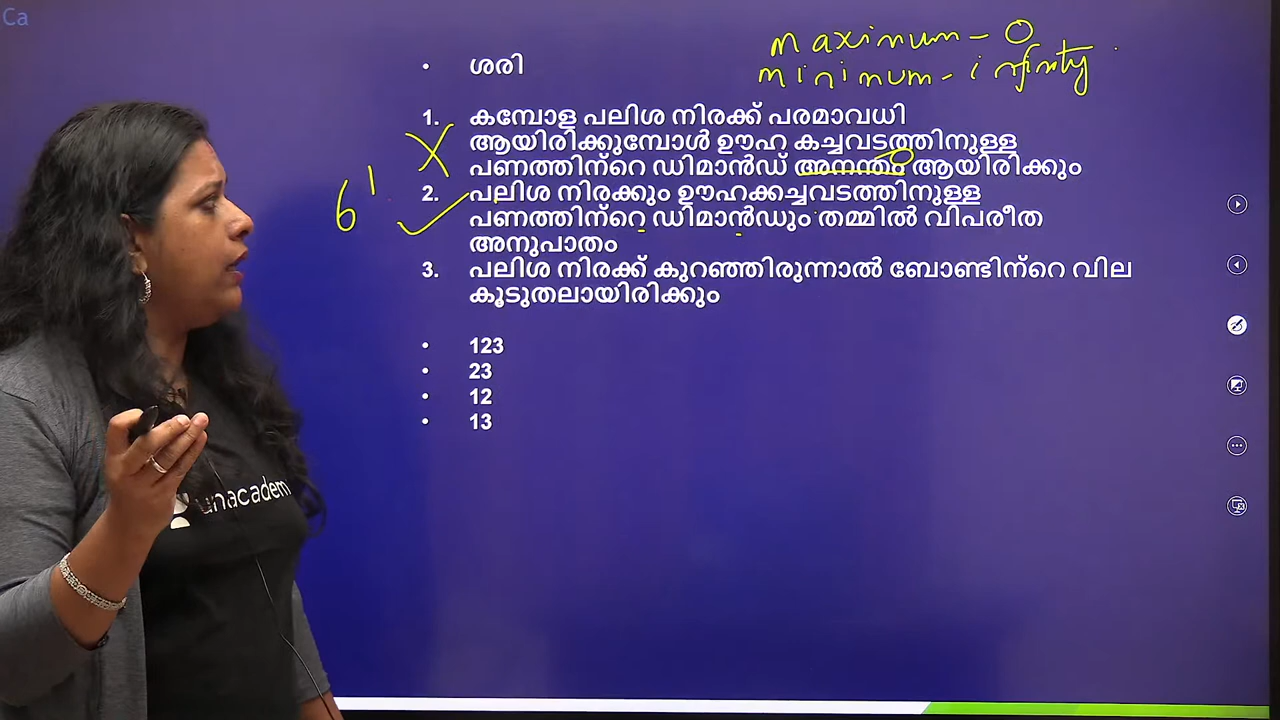 Ca
maximum - 0
minimum - infinity
• ശരി
1. കമ്പോള പലിശ നിരക്ക് പരമാവധി
ആയിരിക്കുമ്പോൾ ഊഹ കച്ചവടത്തിനുള്ള
പണത്തിന്റെ ഡിമാൻഡ് അനന്തം ആയിരിക്കും
0
6'
2. പലിശ നിരക്കും ഊഹക്കച്ചവടത്തിനുള്ള
പണത്തിന്റെ ഡിമാൻഡും തമ്മിൽ വിപരീത
അനുപാതം
3. പലിശ നിരക്ക് കുറഞ്ഞിരുന്നാൽ ബോണ്ടിന്റെ വില
കൂടുതലായിരിക്കും
• 123
• 23
• 12
• 13
unacadem